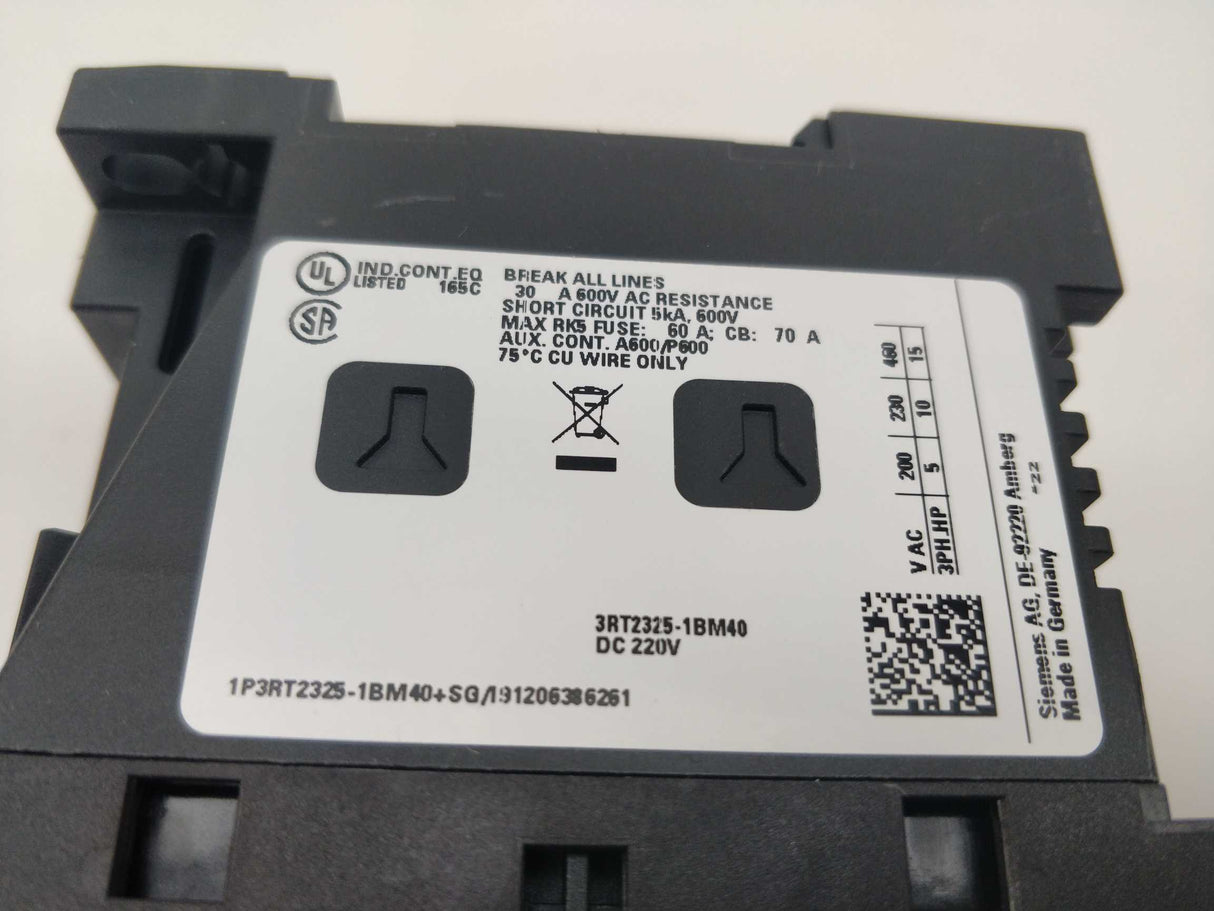 UL IND.CONT.EQ
LISTED 165C
SA
BREAK ALL LINES
30 A 600V AC RESISTANCE
SHORT CIRCUIT 5kA, 600V
MAX RK5 FUSE: 60 A; CB: 70 A
AUX. CONT. A600/P600
75°C CU WIRE ONLY
V AC 200 230 460
3PH.HP 5 10 15
3RT2325-1BM40
DC 220V
1P3RT2325-1BM40+SG/191206386261
Siemens AG, DE-92220 Amberg
Made in Germany *22